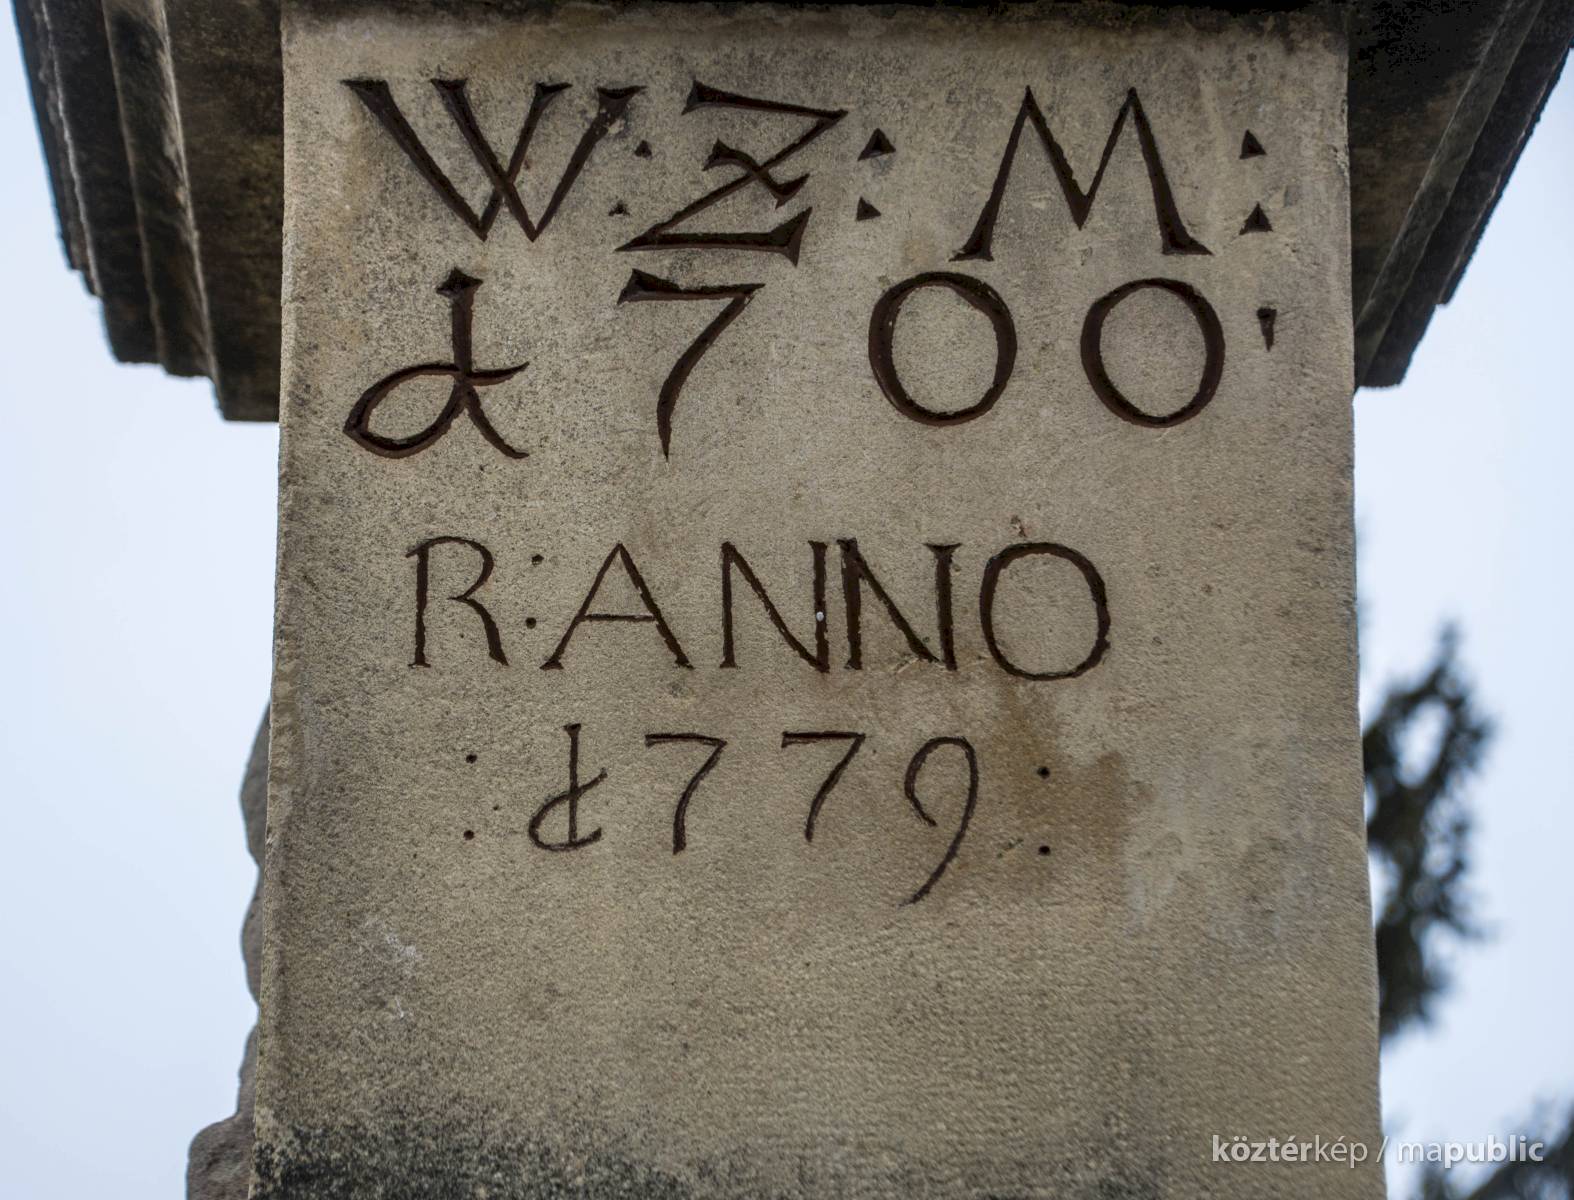 W:Z:M:
1700'
R:ANNO
:1779:
köztérkép / mapublic